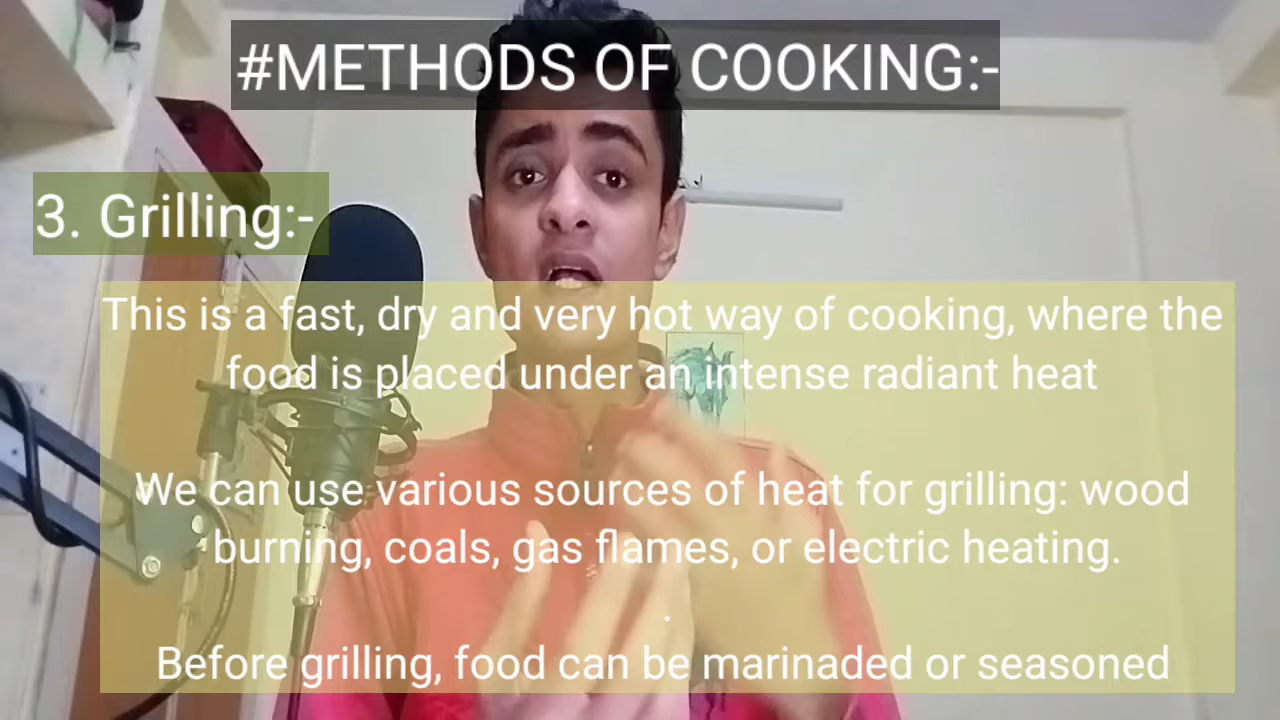 #METHODS OF COOKING:-
3. Grilling:-
This is a fast, dry and very hot way of cooking, where the
food is placed under an intense radiant heat
We can use various sources of heat for grilling: wood
burning, coals, gas flames, or electric heating.
.
Before grilling, food can be marinaded or seasoned